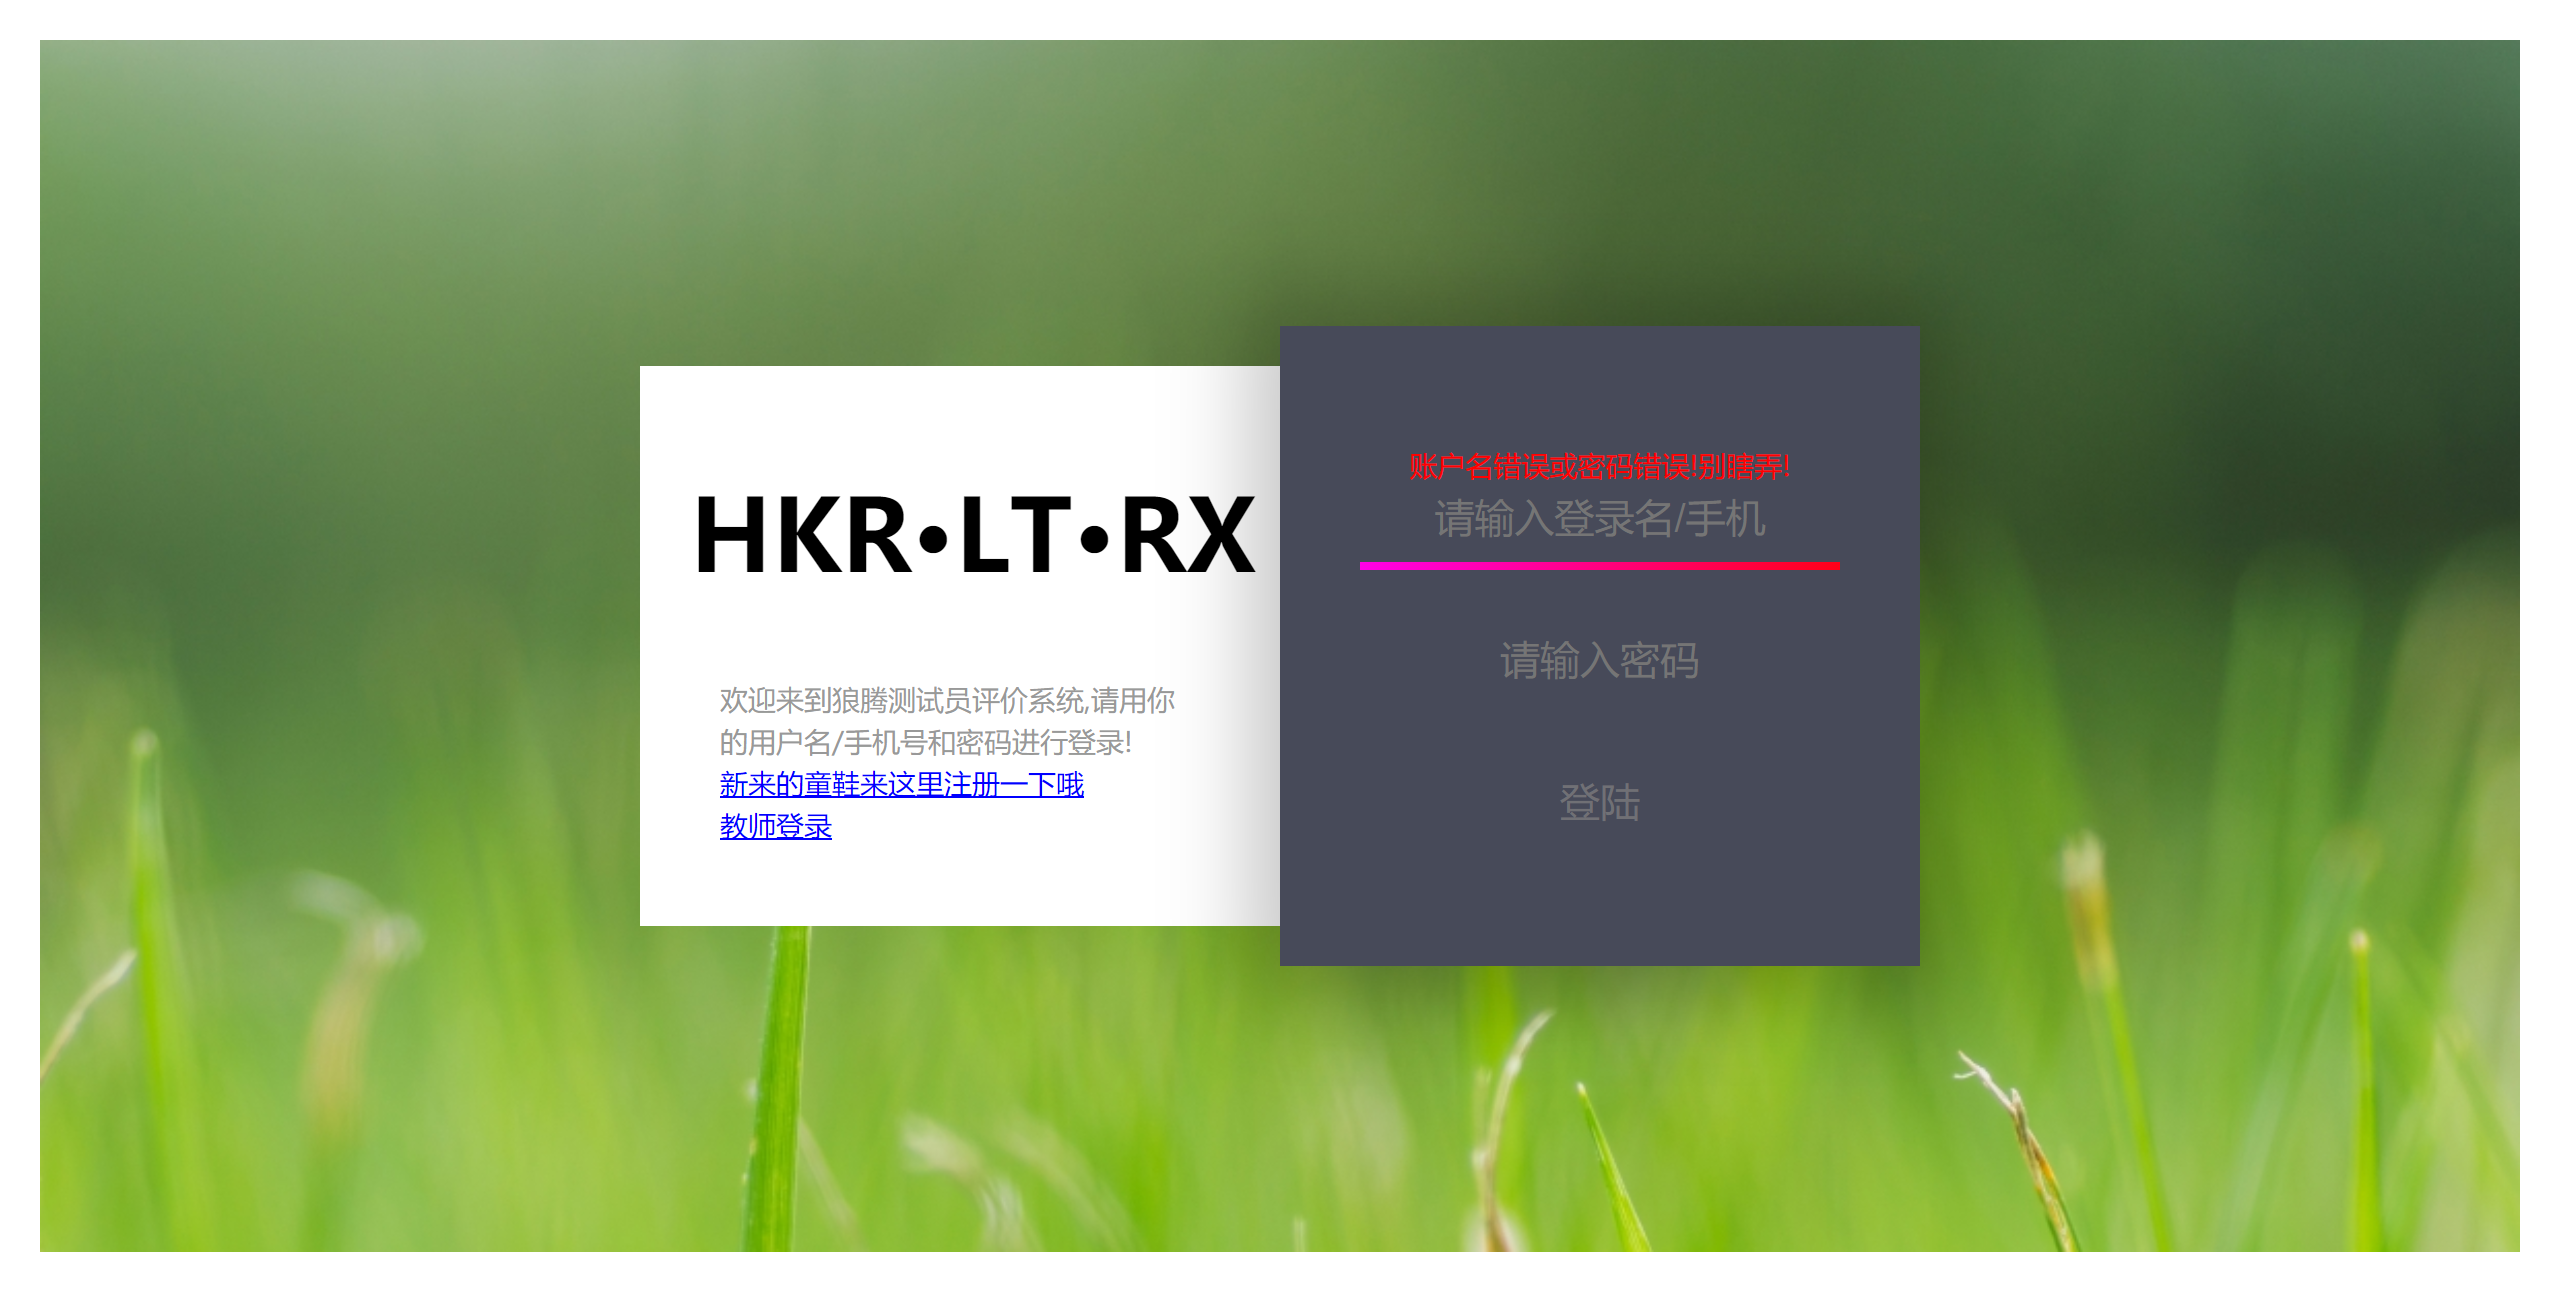 HKR•LT•RX
欢迎来到狼腾测试员评价系统,请用你
的用户名/手机号和密码进行登录!
新来的童鞋来这里注册一下哦
教师登录
账户名错误或密码错误!别瞎弄!
请输入登录名/手机
请输入密码
登陆